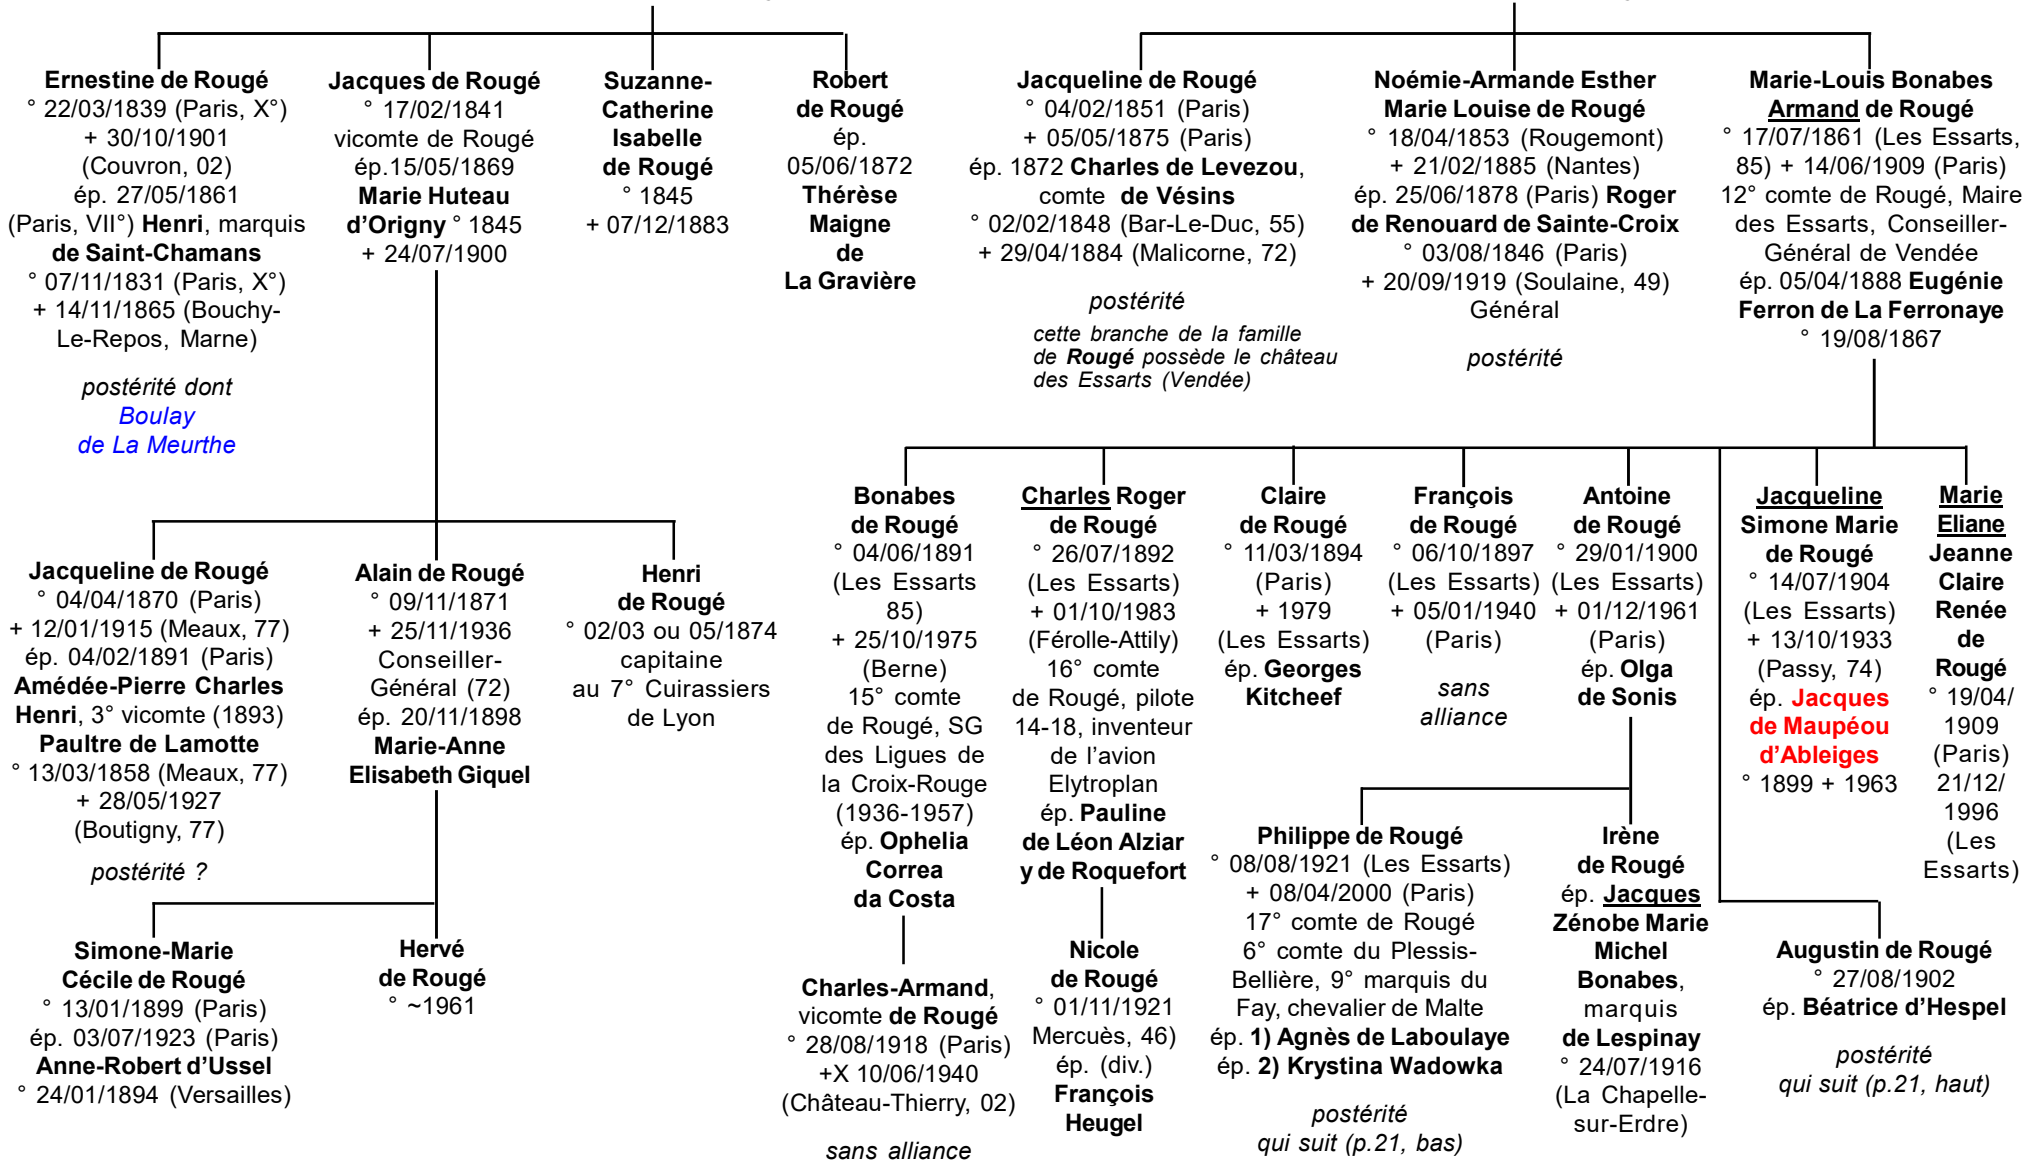 Ernestine de Rougé
° 22/03/1839 (Paris, X°)
+ 30/10/1901
(Couvron, 02)
ép. 27/05/1861
(Paris, VII°) Henri, marquis
de Saint-Chamans
° 07/11/1831 (Paris, X°)
+ 14/11/1865 (Bouchy-
Le-Repos, Marne)
postérité dont
Boulay
de La Meurthe
Jacques de Rougé
° 17/02/1841
vicomte de Rougé
ép.15/05/1869
Marie Huteau
d'Origny ° 1845
+ 24/07/1900
Suzanne-
Catherine
Isabelle
de Rougé
° 1845
+ 07/12/1883
Robert
de Rougé
ép.
05/06/1872
Thérèse
Maigne
de
La Gravière
Jacqueline de Rougé
° 04/02/1851 (Paris)
+ 05/05/1875 (Paris)
ép. 1872 Charles de Levezou,
comte de Vésins
° 02/02/1848 (Bar-Le-Duc, 55)
+ 29/04/1884 (Malicorne, 72)
postérité
cette branche de la famille
de Rougé possède le château
des Essarts (Vendée)
Noémie-Armande Esther
Marie Louise de Rougé
° 18/04/1853 (Rougemont)
+ 21/02/1885 (Nantes)
ép. 25/06/1878 (Paris) Roger
de Renouard de Sainte-Croix
° 03/08/1846 (Paris)
+ 20/09/1919 (Soulaine, 49)
Général
postérité
Marie-Louis Bonabes
Armand de Rougé
° 17/07/1861 (Les Essarts,
85) + 14/06/1909 (Paris)
12° comte de Rougé, Maire
des Essarts, Conseiller-
Général de Vendée
ép. 05/04/1888 Eugénie
Ferron de La Ferronaye
° 19/08/1867
Jacqueline de Rougé
° 04/04/1870 (Paris)
+ 12/01/1915 (Meaux, 77)
ép. 04/02/1891 (Paris)
Amédée-Pierre Charles
Henri, 3° vicomte (1893)
Paultre de Lamotte
° 13/03/1858 (Meaux, 77)
+ 28/05/1927
(Boutigny, 77)
postérité ?
Alain de Rougé
° 09/11/1871
+ 25/11/1936
Conseiller-
Général (72)
ép. 20/11/1898
Marie-Anne
Elisabeth Giquel
Henri
de Rougé
° 02/03 ou 05/1874
capitaine
au 7° Cuirassiers
de Lyon
Bonabes
de Rougé
° 04/06/1891
(Les Essarts
85)
+ 25/10/1975
(Berne)
15° comte
de Rougé, SG
des Ligues de
la Croix-Rouge
(1936-1957)
ép. Ophelia
Correa
da Costa
Charles Roger
de Rougé
° 26/07/1892
(Les Essarts)
+ 01/10/1983
(Férolle-Attily)
16° comte
de Rougé, pilote
14-18, inventeur
de l'avion
Elytroplan
ép. Pauline
de Léon Alziar
y de Roquefort
Claire
de Rougé
° 11/03/1894
(Paris)
+ 1979
(Les Essarts)
ép. Georges
Kitcheef
François
de Rougé
° 06/10/1897
(Les Essarts)
+ 05/01/1940
(Paris)
sans
alliance
Antoine
de Rougé
° 29/01/1900
(Les Essarts)
+ 01/12/1961
(Paris)
ép. Olga
de Sonis
Jacqueline
Simone Marie
de Rougé
° 14/07/1904
(Les Essarts)
+ 13/10/1933
(Passy, 74)
ép. Jacques
de Maupéou
d'Ableiges
° 1899 + 1963
Marie
Eliane
Jeanne
Claire
Renée
de
Rougé
° 19/04/
1909
(Paris)
21/12/
1996
(Les
Essarts)
Simone-Marie
Cécile de Rougé
° 13/01/1899 (Paris)
ép. 03/07/1923 (Paris)
Anne-Robert d'Ussel
° 24/01/1894 (Versailles)
Hervé
de Rougé
° ~1961
Charles-Armand,
vicomte de Rougé
° 28/08/1918 (Paris)
+X 10/06/1940
(Château-Thierry, 02)
sans alliance
Nicole
de Rougé
° 01/11/1921
Mercuès, 46)
ép. (div.)
François
Heugel
Philippe de Rougé
° 08/08/1921 (Les Essarts)
+ 08/04/2000 (Paris)
17° comte de Rougé
6° comte du Plessis-
Bellière, 9° marquis du
Fay, chevalier de Malte
ép. 1) Agnès de Laboulaye
ép. 2) Krystina Wadowka
postérité
qui suit (p.21, bas)
Irène
de Rougé
ép. Jacques
Zénobe Marie
Michel
Bonabes,
marquis
de Lespinay
° 24/07/1916
(La Chapelle-
sur-Erdre)
Augustin de Rougé
° 27/08/1902
ép. Béatrice d'Hespel
postérité
qui suit (p.21, haut)